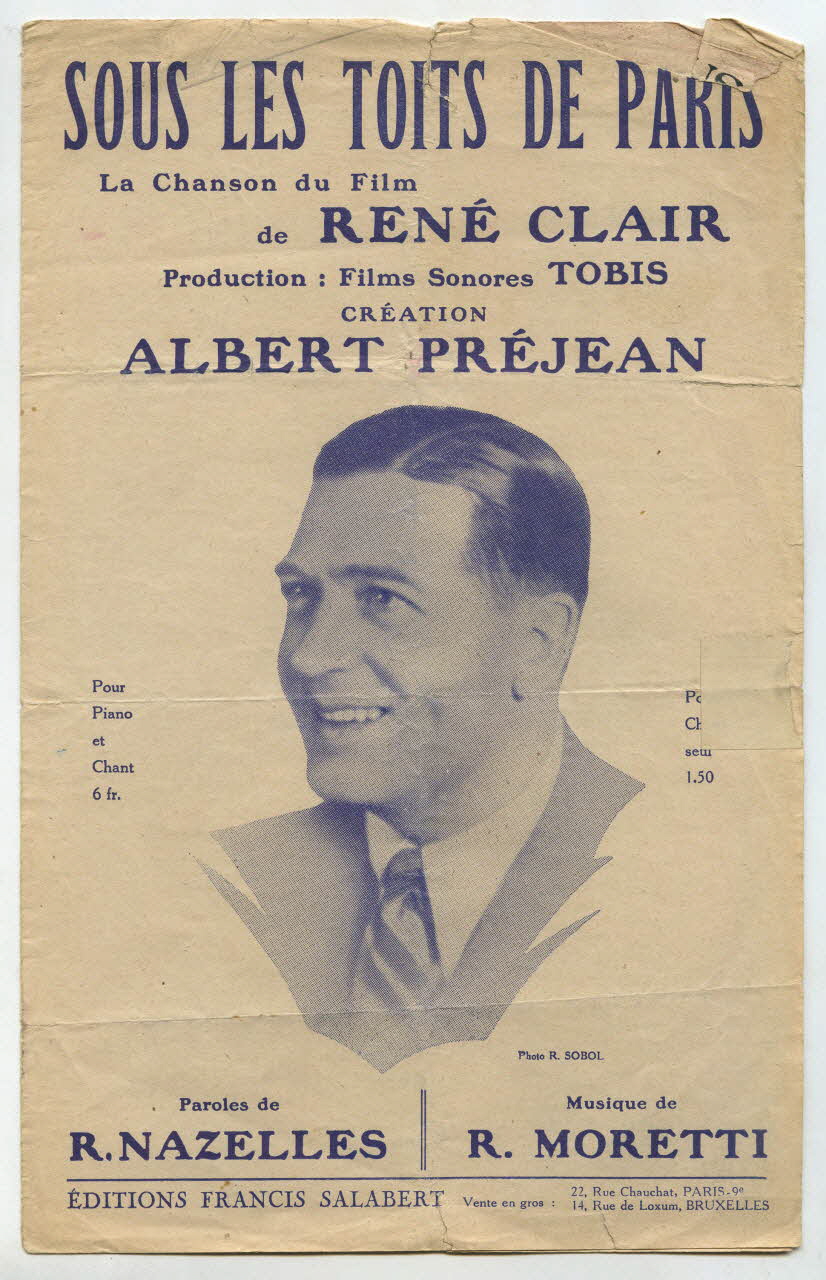 SOUS LES TOITS DE PARIS
La Chanson du Film
de RENÉ CLAIR
Production : Films Sonores TOBIS
CRÉATION
ALBERT PRÉJEAN
Pour
Piano
et
Chant
6 fr.
seul
1.50
Photo R. SOBOL
Paroles de
R. NAZELLES
Musique de
R. MORETTI
ÉDITIONS FRANCIS SALABERT Vente en gros :
22, Rue Chauchat, PARIS-9e
14, Rue de Loxum, BRUXELLES